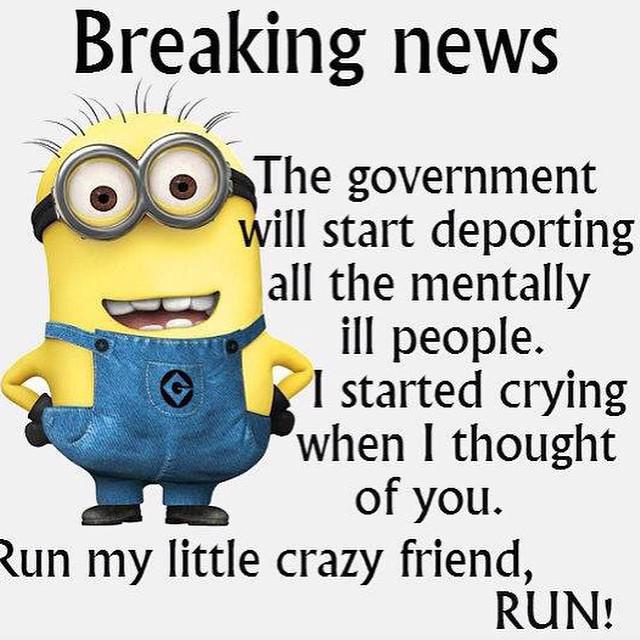 Breaking news
The government
will start deporting
all the mentally
ill people.
I started crying
when I thought
of you.
Run my little crazy friend,
RUN!